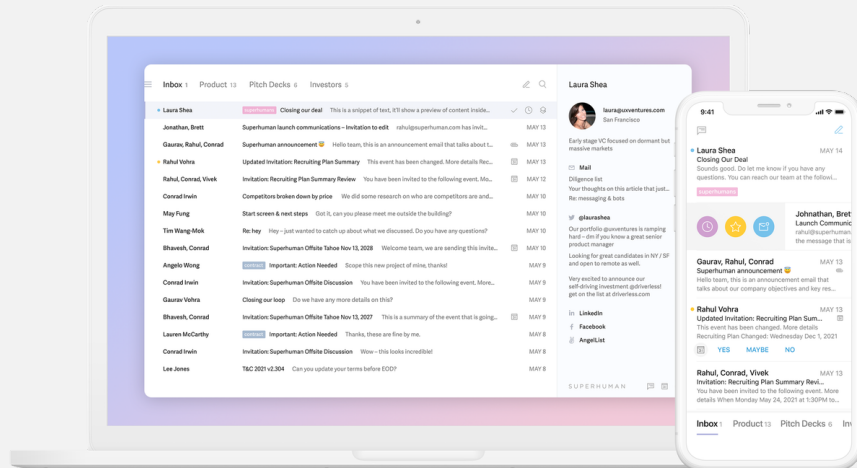 Inbox 1 Product 13 Pitch Decks 6 Investors 5
Laura Shea superhumans Closing our deal This is a snippet of text, it'll show a preview of content inside...
Jonathan, Brett Superhuman launch communications – Invitation to edit rahul@superhuman.com has invit... MAY 13
Gaurav, Rahul, Conrad Superhuman announcement 😇 Hello team, this is an announcement email that talks about t... MAY 13
Rahul Vohra Updated Invitation: Recruiting Plan Summary This event has been changed. More details Rec... MAY 13
Rahul, Conrad, Vivek Invitation: Recruiting Plan Summary Review You have been invited to the following event, Mo... MAY 12
Conrad Irwin Competitors broken down by price We did some research on who are competitors are and... MAY 10
May Fung Start screen & next steps Got it, can you please meet me outside the building? MAY 10
Tim Wang-Mok Re: hey Hey – just wanted to catch up about what we discussed. Do you have any questions? MAY 10
Bhavesh, Conrad Invitation: Superhuman Offsite Tahoe Nov 13, 2028 Welcome team, we are sending this invite... MAY 10
Angelo Wong contract Important: Action Needed Scope this new project of mine, thanks! MAY 9
Conrad Irwin Invitation: Superhuman Offsite Discussion You have been invited to the following event. More... MAY 9
Gaurav Vohra Closing our loop Do we have any more details on this? MAY 9
Bhavesh, Conrad Invitation: Superhuman Offsite Tahoe Nov 13, 2027 This is a summary of the event that is going... MAY 9
Lauren McCarthy contract Important: Action Needed Thanks, these are fine by me. MAY 8
Conrad Irwin Invitation: Superhuman Offsite Discussion Wow – this looks incredible! MAY 8
Lee Jones T&C 2021 v2.304 Can you update your terms before EOD? MAY 8
Laura Shea
laura@uxventures.com
San Francisco
Early stage VC focused on dormant but
massive markets
Mail
Diligence list
Your thoughts on this article that just...
Re: messaging & bots
@laurashea
Our portfolio @uxventures is ramping
hard – dm if you know a great senior
product manager
Looking for great candidates in NY / SF
and open to remote as well.
Very excited to announce our
self-driving investment @driverless!
get on the list at driverless.com
in LinkedIn
Facebook
AngelList
SUPERHUMAN
9:41
Laura Shea MAY 14
Closing Our Deal
Sounds good. Do let me know if you have any
questions. You can reach our team at the followi...
superhumans
Johnathan, Bret
Launch Communic
rahul@superhuman
the message that is
Gaurav, Rahul, Conrad MAY 13
Superhuman announcement 😇
Hello team, this is an announcement email that
talks about our company objectives and key res...
Rahul Vohra MAY 13
Updated Invitation: Recruiting Plan Sum...
This event has been changed. More details
Recruiting Plan Changed: Wednesday Dec 1, 2021
YES MAYBE NO
Rahul, Conrad, Vivek MAY 13
Invitation: Recruiting Plan Summary Revi...
You have been invited to the following event. More
details When Monday May 24, 2021 at 1:30PM to...
Inbox 1 Product 13 Pitch Decks 6 Inv